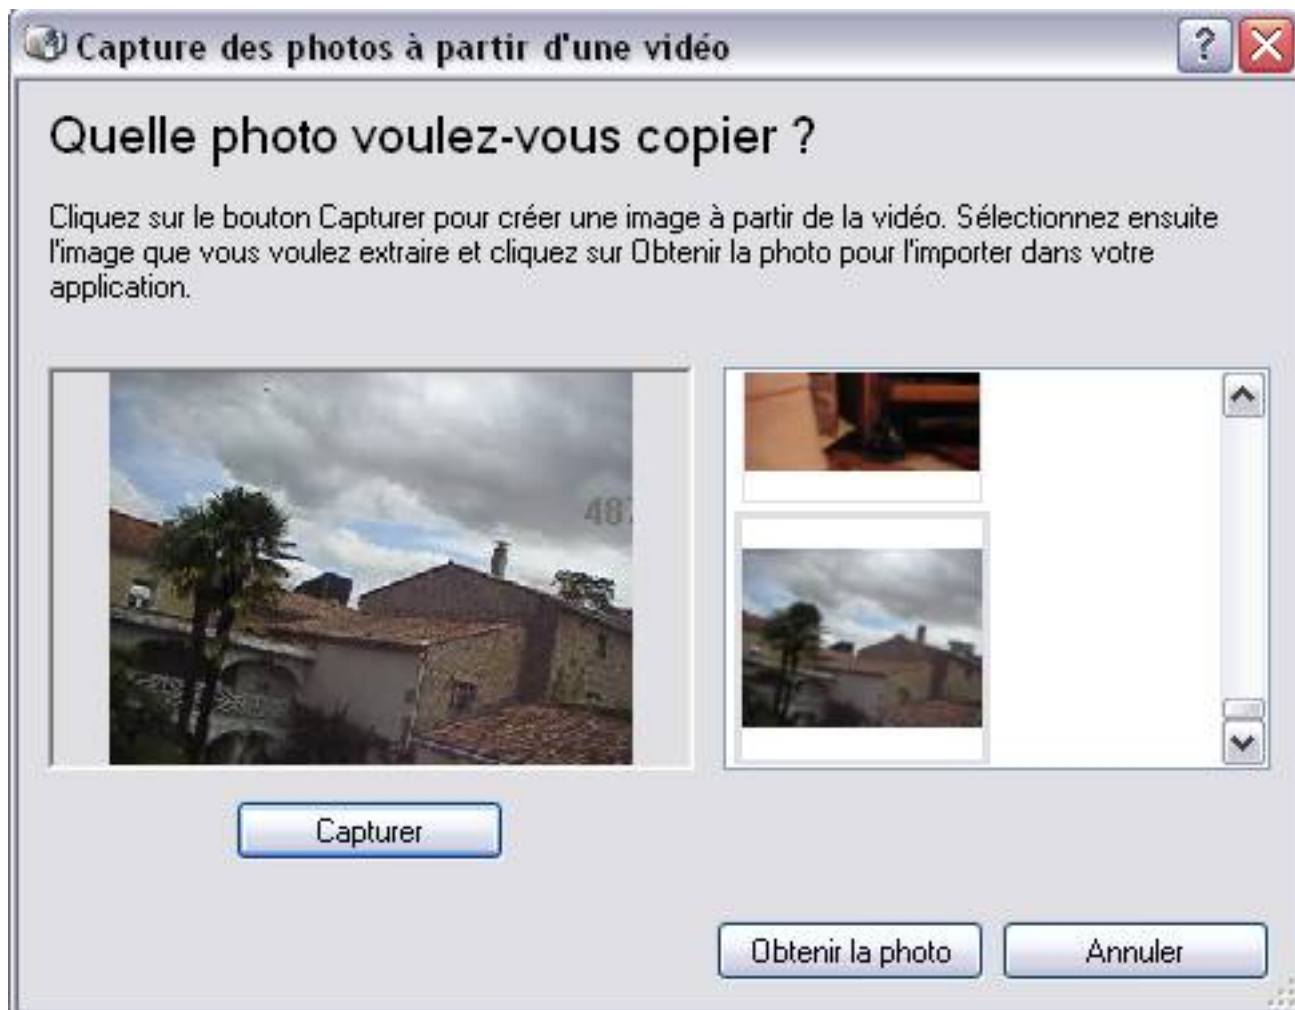 Capture des photos à partir d'une vidéo
Quelle photo voulez-vous copier ?
Cliquez sur le bouton Capturer pour créer une image à partir de la vidéo. Sélectionnez ensuite
l'image que vous voulez extraire et cliquez sur Obtenir la photo pour l'importer dans votre
application.
487
Capturer
Obtenir la photo
Annuler